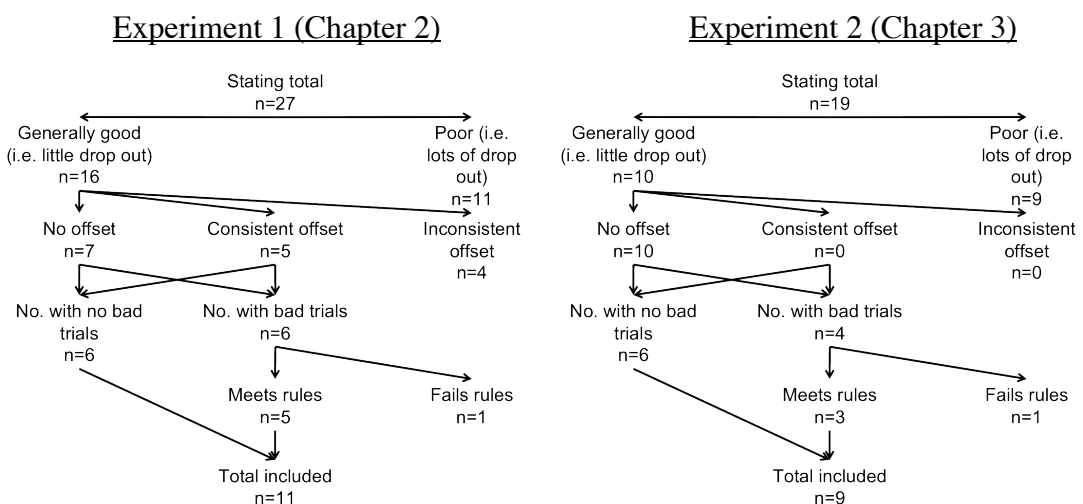 Experiment 1 (Chapter 2)
Stating total
n=27
Generally good
(i.e. little drop out)
n=16
Poor (i.e.
lots of drop
out)
n=11
No offset
n=7
Consistent offset
n=5
Inconsistent
offset
n=4
No. with no bad
trials
n=6
No. with bad trials
n=6
Meets rules
n=5
Fails rules
n=1
Total included
n=11
Experiment 2 (Chapter 3)
Stating total
n=19
Generally good
(i.e. little drop out)
n=10
Poor (i.e.
lots of drop
out)
n=9
No offset
n=10
Consistent offset
n=0
Inconsistent
offset
n=0
No. with no bad
trials
n=6
No. with bad trials
n=4
Meets rules
n=3
Fails rules
n=1
Total included
n=9